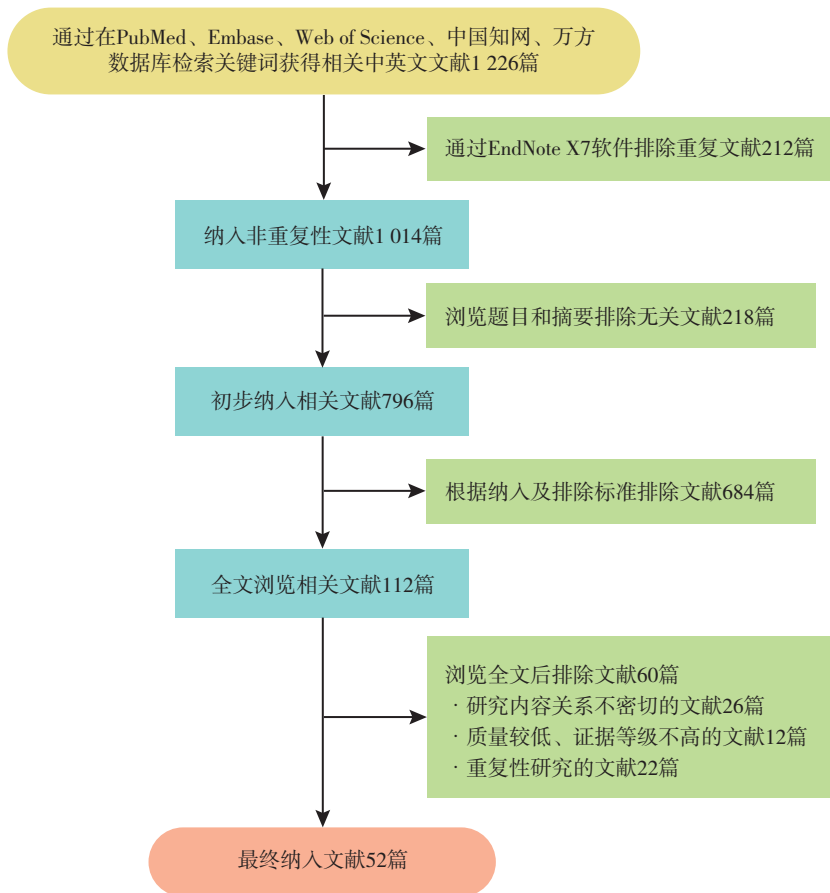 通过在PubMed、Embase、Web of Science、中国知网、万方
数据库检索关键词获得相关中英文文献1 226篇
通过EndNote X7软件排除重复文献212篇
纳入非重复性文献1 014篇
浏览题目和摘要排除无关文献218篇
初步纳入相关文献796篇
根据纳入及排除标准排除文献684篇
全文浏览相关文献112篇
浏览全文后排除文献60篇
·研究内容关系不密切的文献26篇
·质量较低、证据等级不高的文献12篇
·重复性研究的文献22篇
最终纳入文献52篇